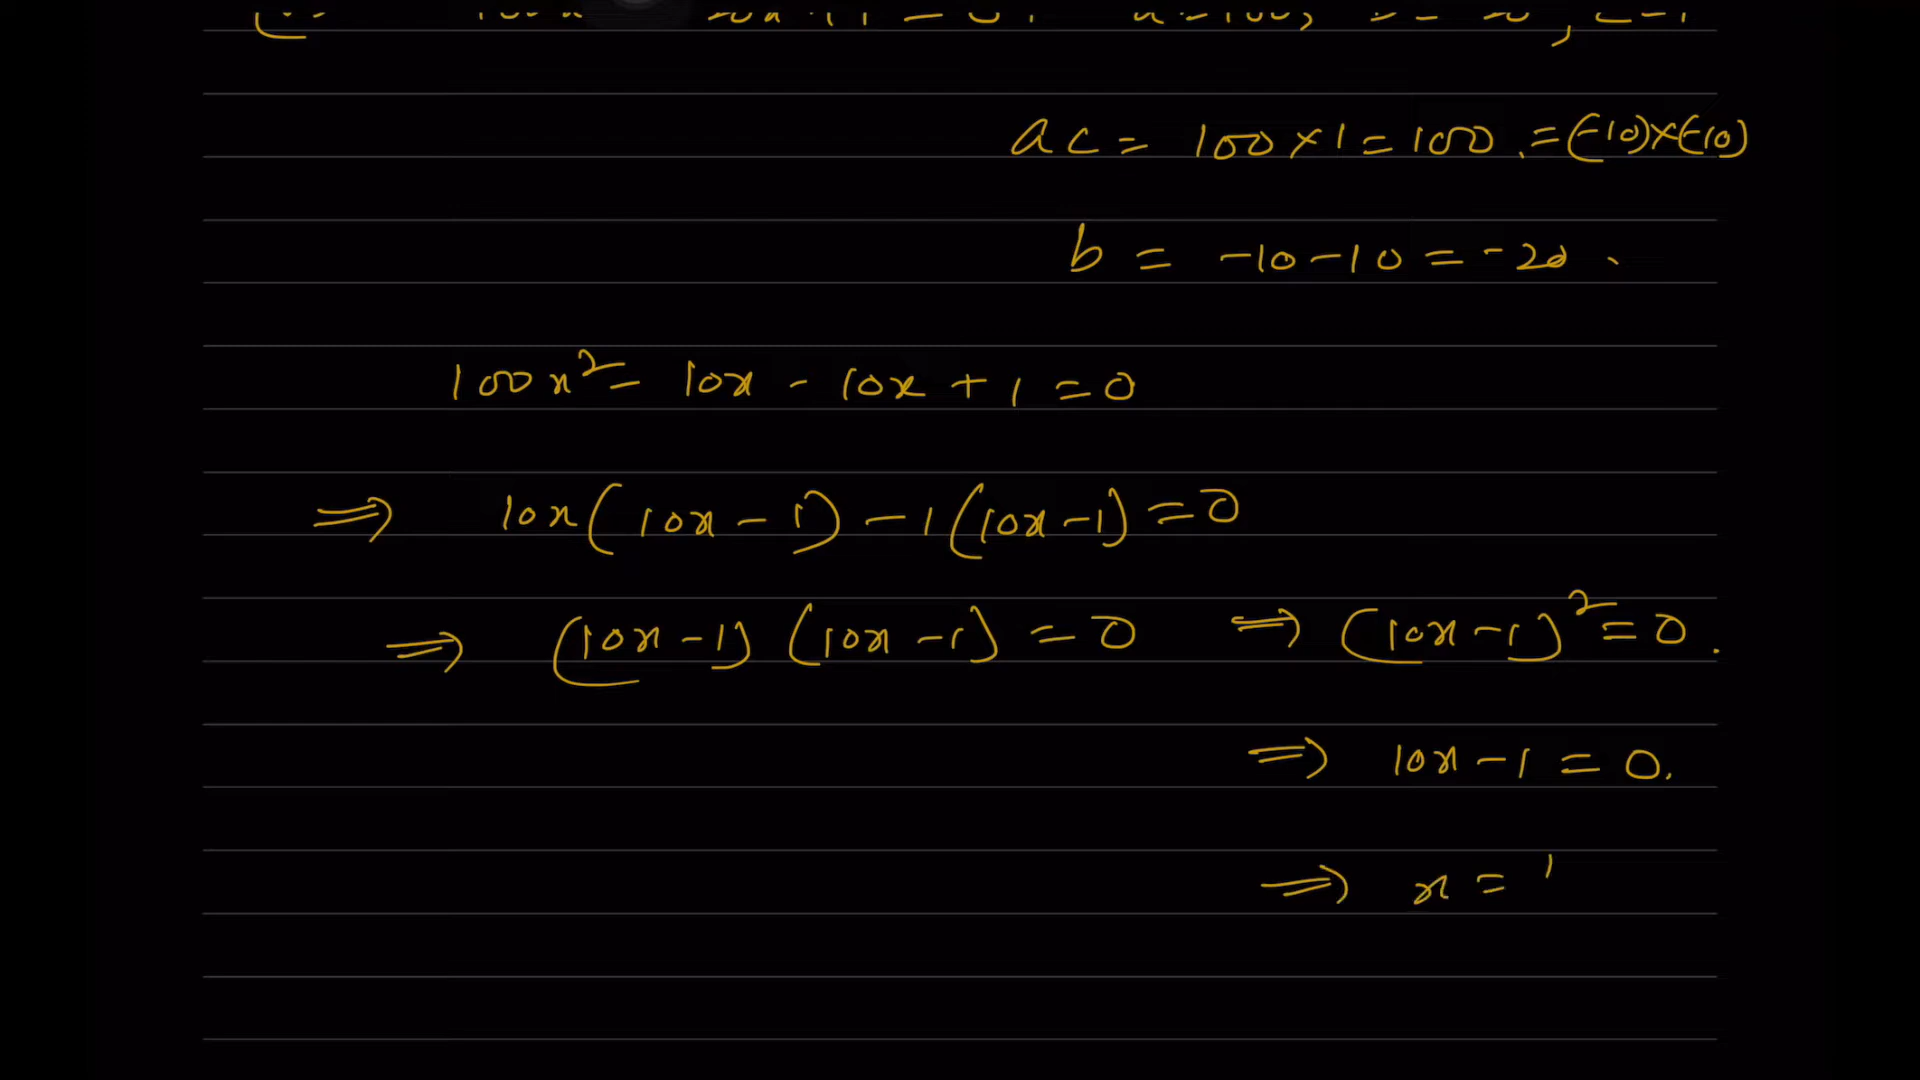 ac = 100 × 1 = 100. = (-10)×(-10)
b = -10 - 10 = -20.
100x² - 10x - 10x + 1 = 0
⇒ 10x(10x - 1) - 1(10x - 1) = 0
⇒ (10x - 1) (10x - 1) = 0 ⇒ (10x - 1)² = 0.
⇒ 10x - 1 = 0.
⇒ x = 1